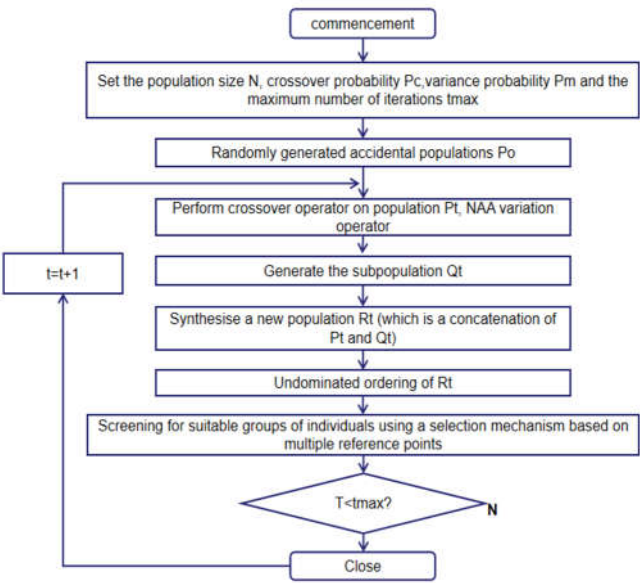 commencement
Set the population size N, crossover probability Pc,variance probability Pm and the
maximum number of iterations tmax
Randomly generated accidental populations Po
Perform crossover operator on population Pt, NAA variation
operator
t=t+1
Generate the subpopulation Qt
Synthesise a new population Rt (which is a concatenation of
Pt and Qt)
Undominated ordering of Rt
Screening for suitable groups of individuals using a selection mechanism based on
multiple reference points
T<tmax?
N
Close